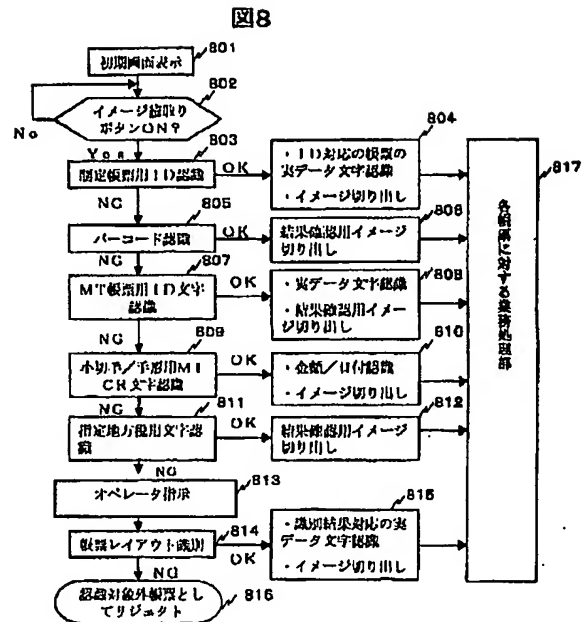 図8
801
初期画面表示
802
イメージ読取り
ボタンON?
No
Yes
803
制定帳票用ID認識
OK
804
・ID対応の帳票の
実データ文字認識
・イメージ切り出し
817
各帳票に対する業務処理部
NG
805
バーコード認識
OK
806
結果確認用イメージ
切り出し
NG
807
MT帳票用ID文字
認識
OK
808
・実データ文字認識
・結果確認用イメー
ジ切り出し
NG
809
小切手/手形用MI
CR文字認識
OK
810
・金額/日付認識
・イメージ切り出し
NG
811
指定地方税用文字認
識
OK
812
結果確認用イメージ
切り出し
NG
813
オペレータ指示
814
帳票レイアウト識別
OK
815
・識別結果対応の実
データ文字認識
・イメージ切り出し
NG
816
認識対象外帳票とし
てリジェクト